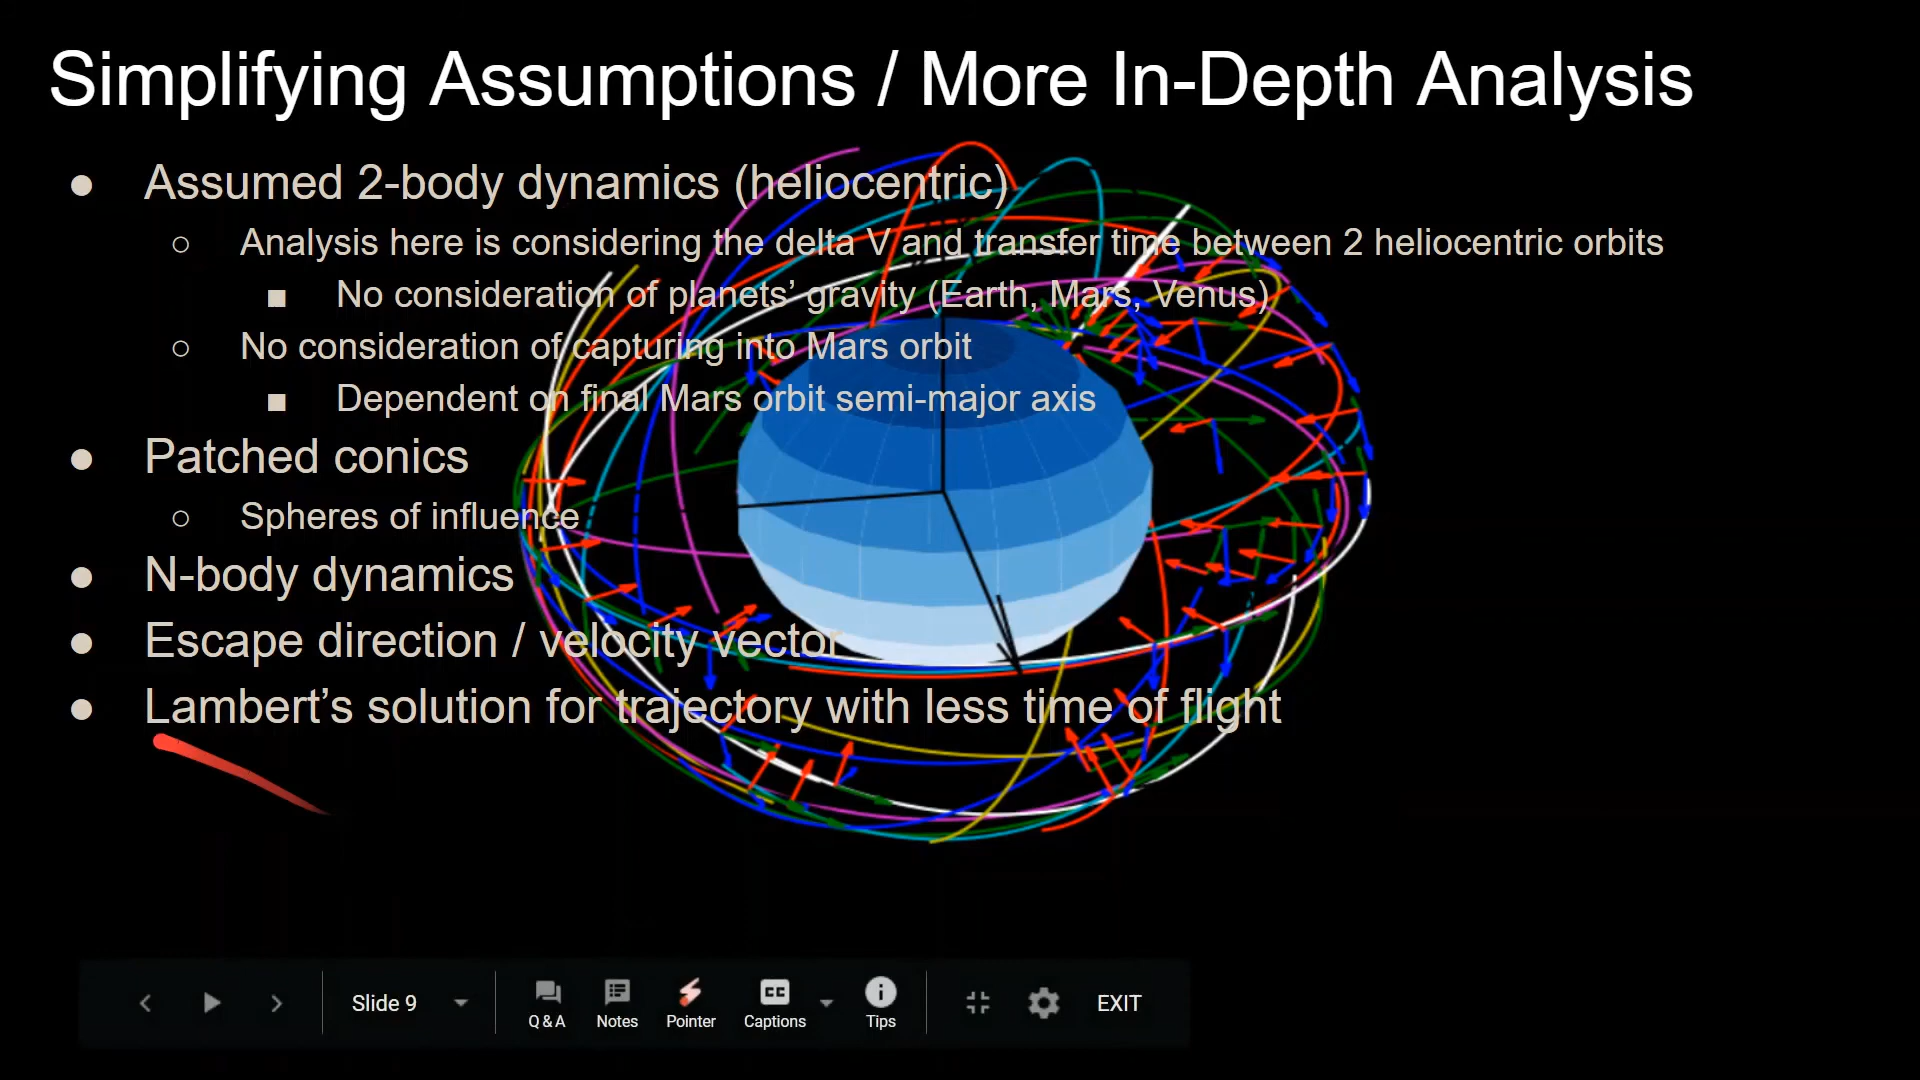 Simplifying Assumptions / More In-Depth Analysis
● Assumed 2-body dynamics (heliocentric)
○ Analysis here is considering the delta V and transfer time between 2 heliocentric orbits
■ No consideration of planets’ gravity (Earth, Mars, Venus)
○ No consideration of capturing into Mars orbit
■ Dependent on final Mars orbit semi-major axis
● Patched conics
○ Spheres of influence
● N-body dynamics
● Escape direction / velocity vector
● Lambert’s solution for trajectory with less time of flight
Slide 9 Q&A Notes Pointer CC Captions Tips EXIT